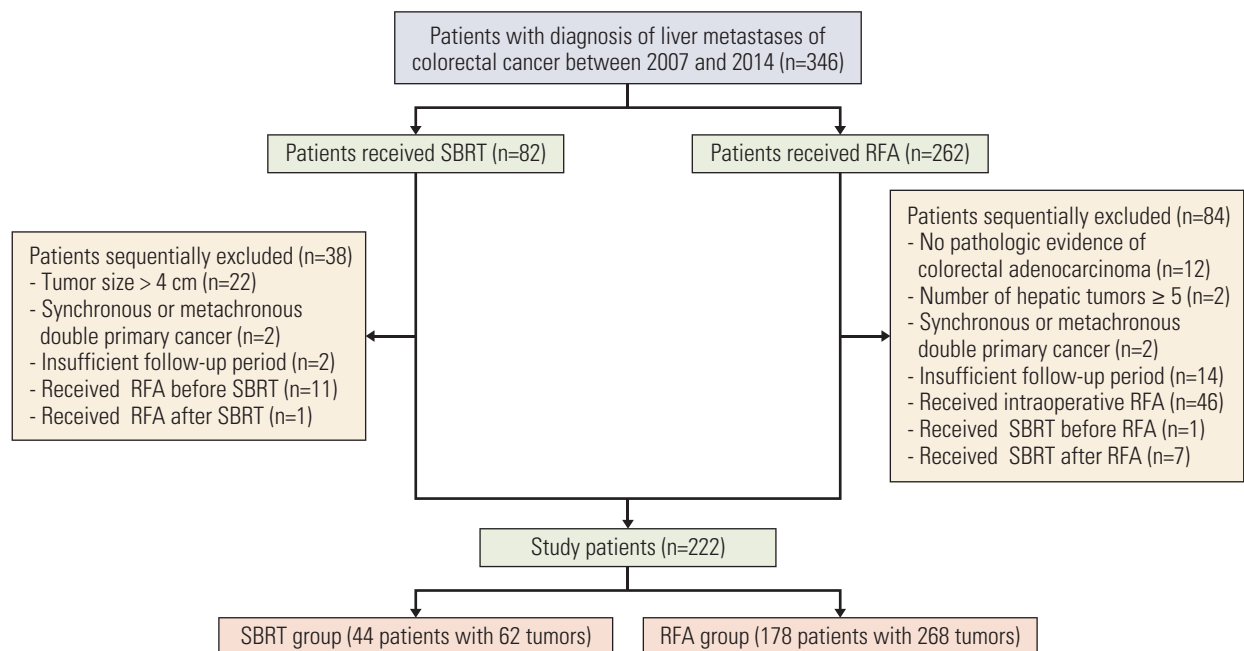 Patients with diagnosis of liver metastases of
colorectal cancer between 2007 and 2014 (n=346)
Patients received SBRT (n=82)
Patients received RFA (n=262)
Patients sequentially excluded (n=38)
- Tumor size > 4 cm (n=22)
- Synchronous or metachronous
double primary cancer (n=2)
- Insufficient follow-up period (n=2)
- Received RFA before SBRT (n=11)
- Received RFA after SBRT (n=1)
Patients sequentially excluded (n=84)
- No pathologic evidence of
colorectal adenocarcinoma (n=12)
- Number of hepatic tumors ≥ 5 (n=2)
- Synchronous or metachronous
double primary cancer (n=2)
- Insufficient follow-up period (n=14)
- Received intraoperative RFA (n=46)
- Received SBRT before RFA (n=1)
- Received SBRT after RFA (n=7)
Study patients (n=222)
SBRT group (44 patients with 62 tumors)
RFA group (178 patients with 268 tumors)